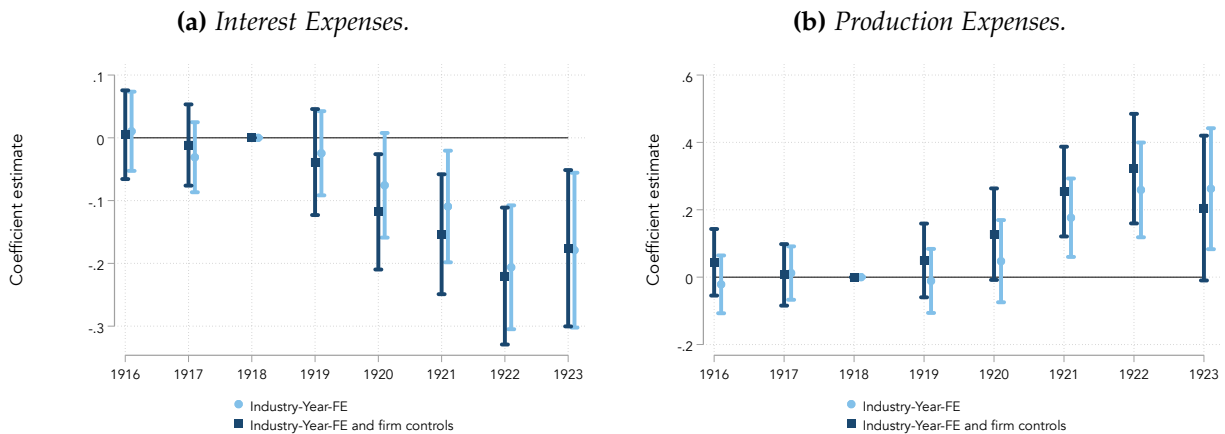 (a) Interest Expenses.
.1
0
-.1
-.2
-.3
Coefficient estimate
1916 1917 1918 1919 1920 1921 1922 1923
Industry-Year-FE
Industry-Year-FE and firm controls
(b) Production Expenses.
.6
.4
.2
0
-.2
Coefficient estimate
1916 1917 1918 1919 1920 1921 1922 1923
Industry-Year-FE
Industry-Year-FE and firm controls